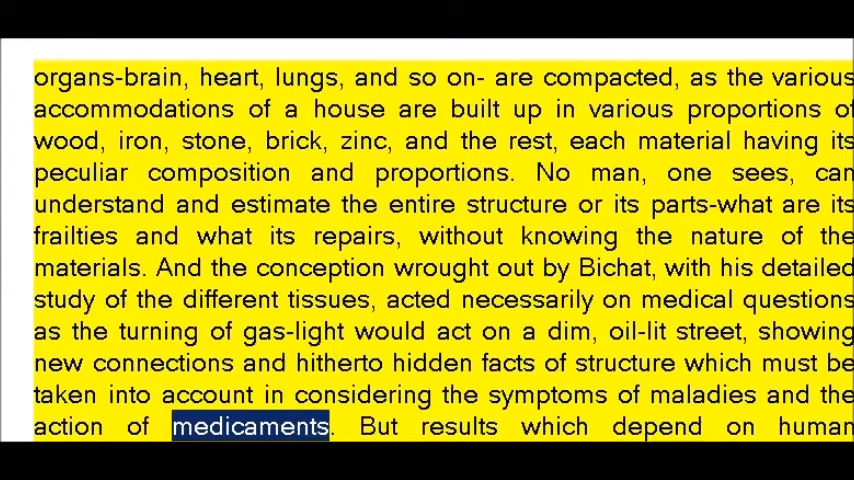 organs-brain, heart, lungs, and so on- are compacted, as the various
accommodations of a house are built up in various proportions of
wood, iron, stone, brick, zinc, and the rest, each material having its
peculiar composition and proportions. No man, one sees, can
understand and estimate the entire structure or its parts-what are its
frailties and what its repairs, without knowing the nature of the
materials. And the conception wrought out by Bichat, with his detailed
study of the different tissues, acted necessarily on medical questions
as the turning of gas-light would act on a dim, oil-lit street, showing
new connections and hitherto hidden facts of structure which must be
taken into account in considering the symptoms of maladies and the
action of medicaments. But results which depend on human